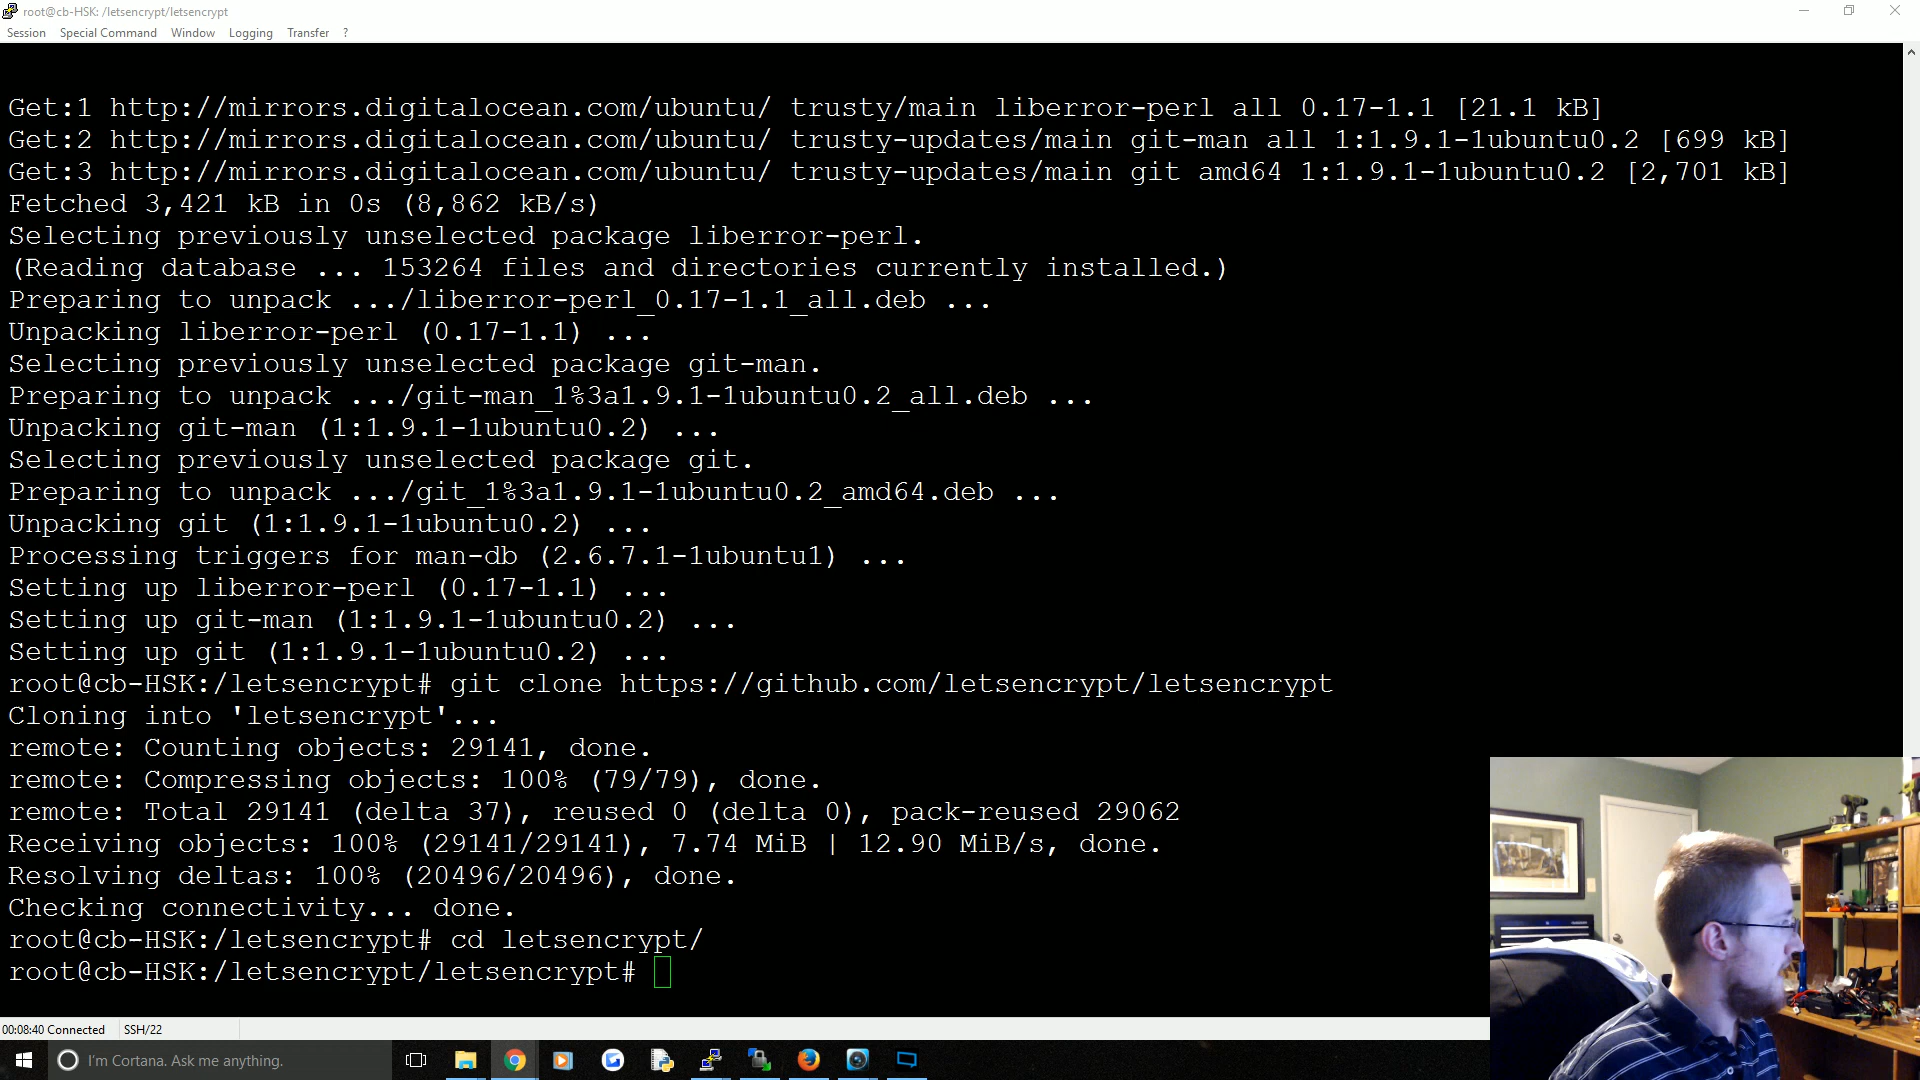 root@cb-HSK: /letsencrypt/letsencrypt
Session Special Command Window Logging Transfer ?
Get:1 http://mirrors.digitalocean.com/ubuntu/ trusty/main liberror-perl all 0.17-1.1 [21.1 kB]
Get:2 http://mirrors.digitalocean.com/ubuntu/ trusty-updates/main git-man all 1:1.9.1-1ubuntu0.2 [699 kB]
Get:3 http://mirrors.digitalocean.com/ubuntu/ trusty-updates/main git amd64 1:1.9.1-1ubuntu0.2 [2,701 kB]
Fetched 3,421 kB in 0s (8,862 kB/s)
Selecting previously unselected package liberror-perl.
(Reading database ... 153264 files and directories currently installed.)
Preparing to unpack .../liberror-perl_0.17-1.1_all.deb ...
Unpacking liberror-perl (0.17-1.1) ...
Selecting previously unselected package git-man.
Preparing to unpack .../git-man_1%3a1.9.1-1ubuntu0.2_all.deb ...
Unpacking git-man (1:1.9.1-1ubuntu0.2) ...
Selecting previously unselected package git.
Preparing to unpack .../git_1%3a1.9.1-1ubuntu0.2_amd64.deb ...
Unpacking git (1:1.9.1-1ubuntu0.2) ...
Processing triggers for man-db (2.6.7.1-1ubuntu1) ...
Setting up liberror-perl (0.17-1.1) ...
Setting up git-man (1:1.9.1-1ubuntu0.2) ...
Setting up git (1:1.9.1-1ubuntu0.2) ...
root@cb-HSK:/letsencrypt# git clone https://github.com/letsencrypt/letsencrypt
Cloning into 'letsencrypt'...
remote: Counting objects: 29141, done.
remote: Compressing objects: 100% (79/79), done.
remote: Total 29141 (delta 37), reused 0 (delta 0), pack-reused 29062
Receiving objects: 100% (29141/29141), 7.74 MiB | 12.90 MiB/s, done.
Resolving deltas: 100% (20496/20496), done.
Checking connectivity... done.
root@cb-HSK:/letsencrypt# cd letsencrypt/
root@cb-HSK:/letsencrypt/letsencrypt#
00:08:40 Connected SSH/22
I'm Cortana. Ask me anything.